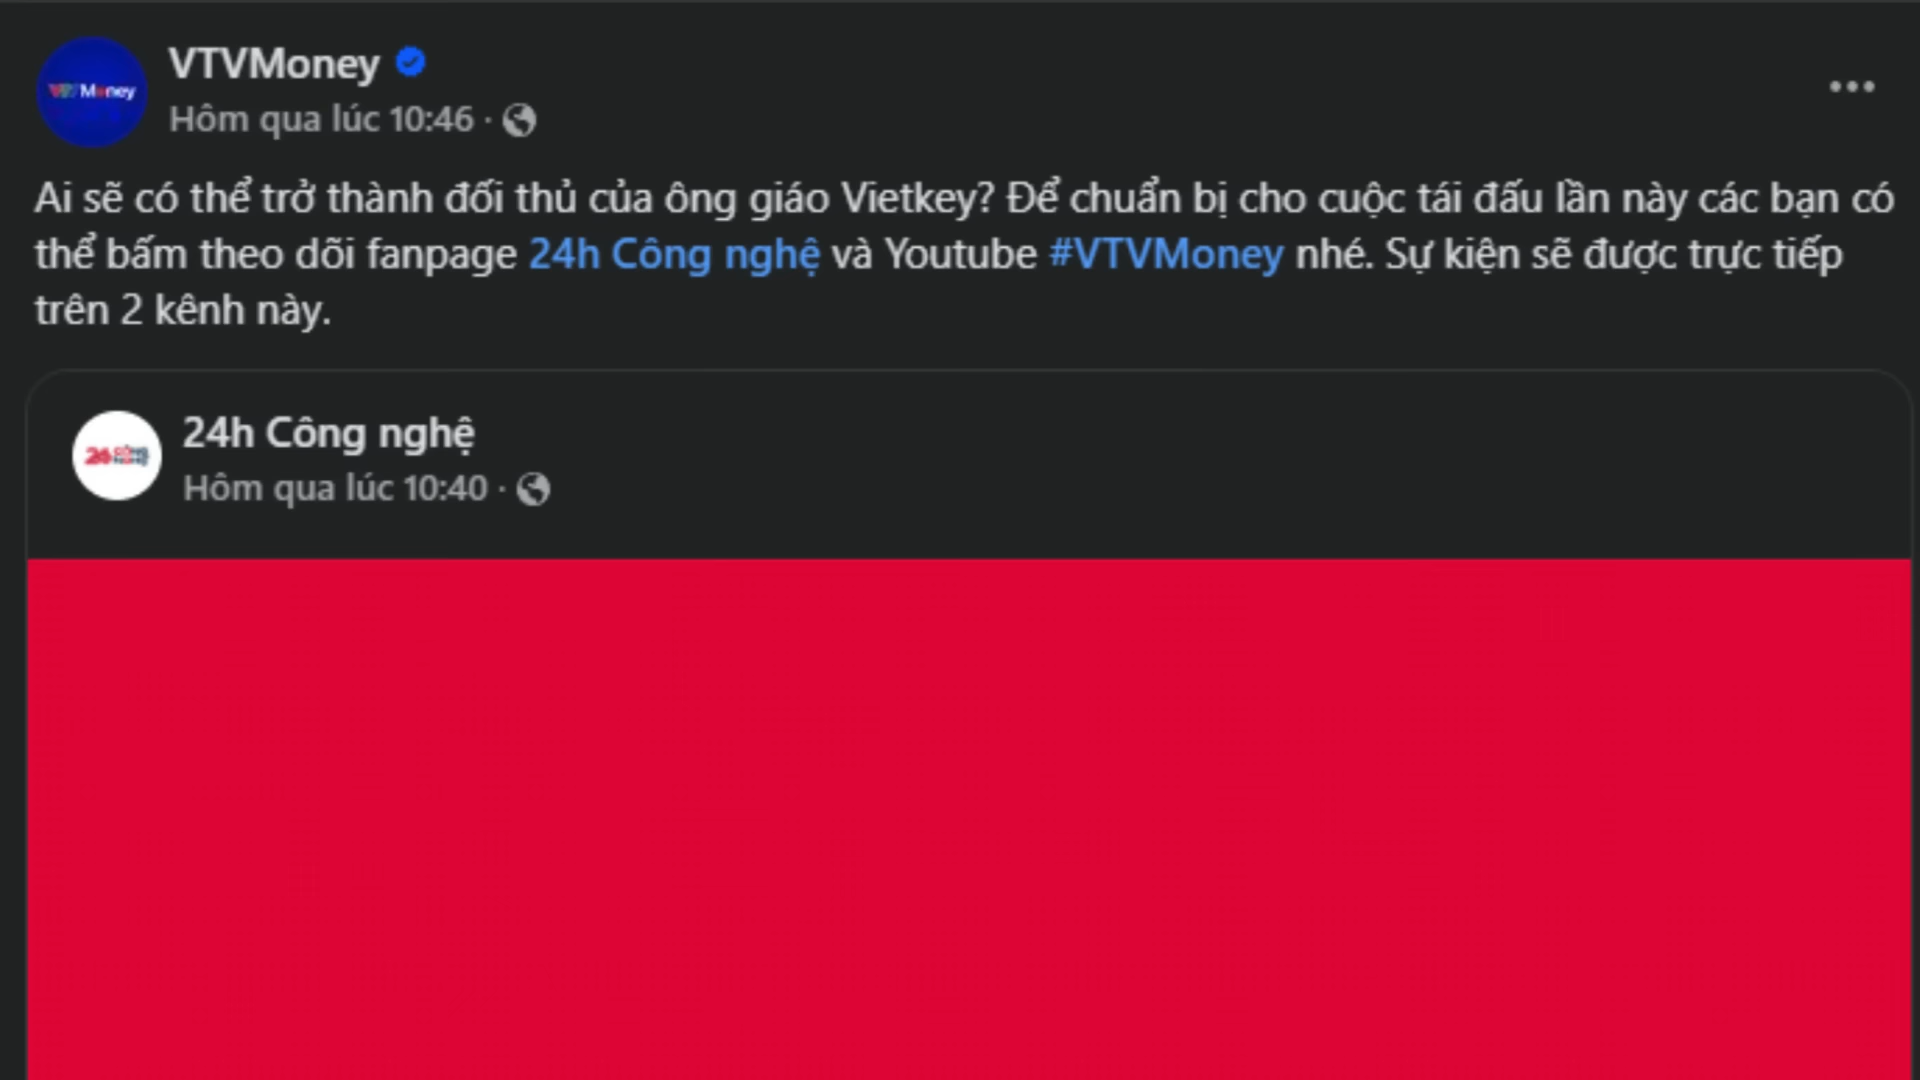 VTVMoney
VTVMoney
Hôm qua lúc 10:46 ·
Ai sẽ có thể trở thành đối thủ của ông giáo Vietkey? Để chuẩn bị cho cuộc tái đấu lần này các bạn có
thể bấm theo dõi fanpage 24h Công nghệ và Youtube #VTVMoney nhé. Sự kiện sẽ được trực tiếp
trên 2 kênh này.
24h Công nghệ
Hôm qua lúc 10:40 ·